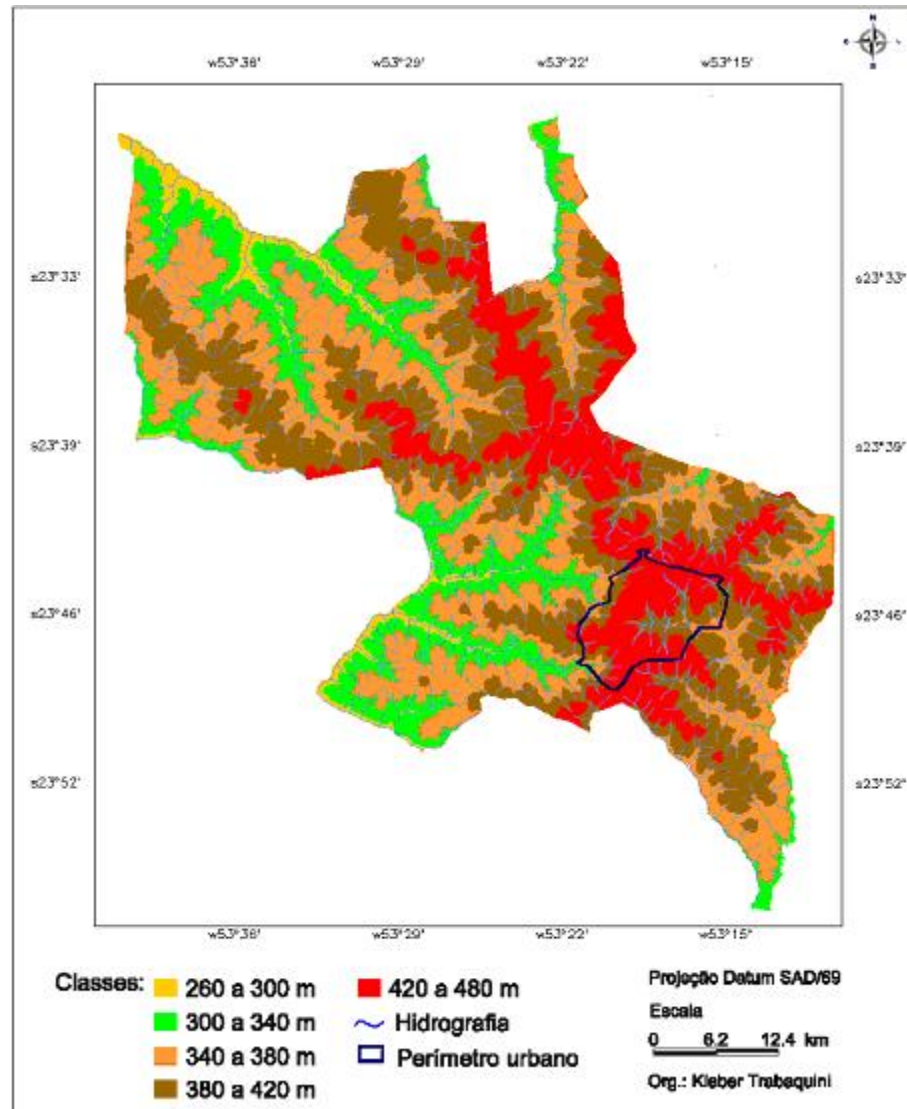 N
S
w53°36' w53°29' w53°22' w53°15'
s23°33' s23°33'
s23°39' s23°39'
s23°46' s23°46'
s23°52' s23°52'
w53°36' w53°29' w53°22' w53°15'
Classes:
260 a 300 m
300 a 340 m
340 a 380 m
380 a 420 m
420 a 480 m
Hidrografia
Perímetro urbano
Projeção Datum SAD/69
Escala
0 6,2 12.4 km
Org.: Kleber Trabaquini